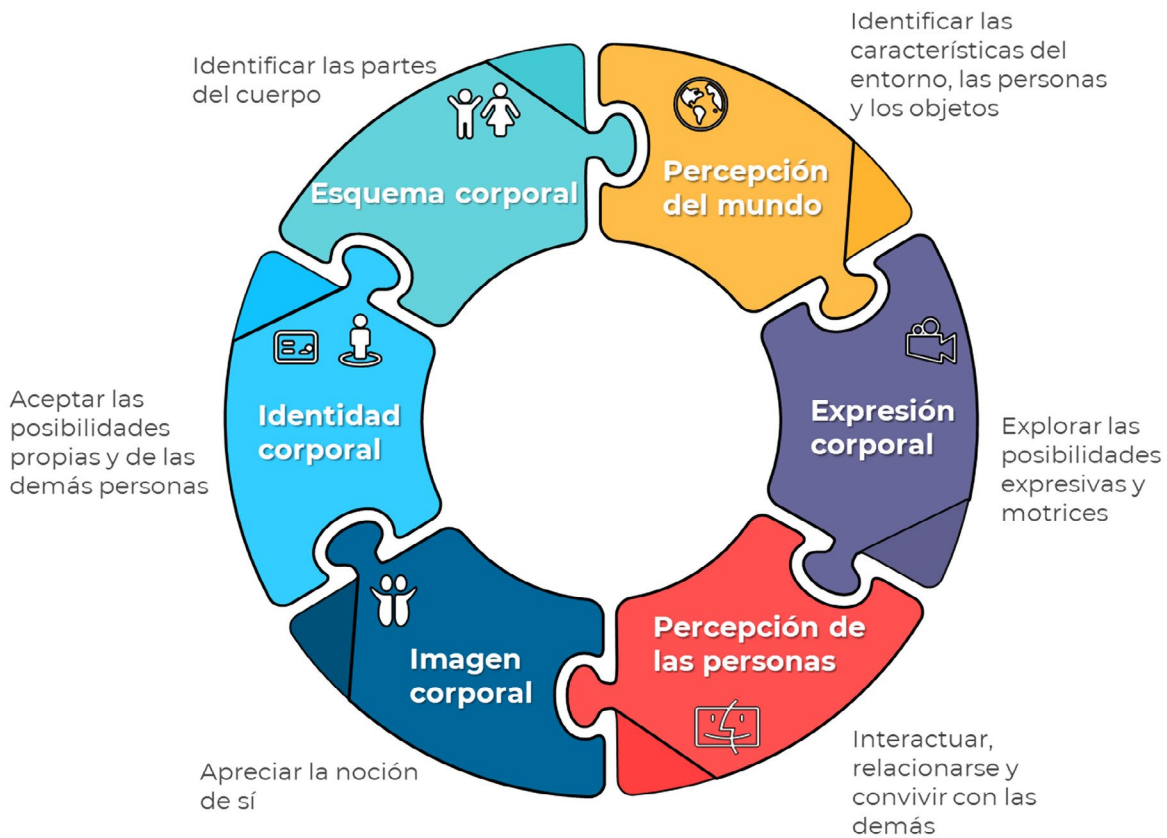 Identificar las partes
del cuerpo
Esquema corporal
Identificar las
características del
entorno, las personas
y los objetos
Percepción
del mundo
Expresión
corporal
Explorar las
posibilidades
expresivas y
motrices
Percepción de
las personas
Interactuar,
relacionarse y
convivir con las
demás
Imagen
corporal
Apreciar la noción
de sí
Identidad
corporal
Aceptar las
posibilidades
propias y de las
demás personas